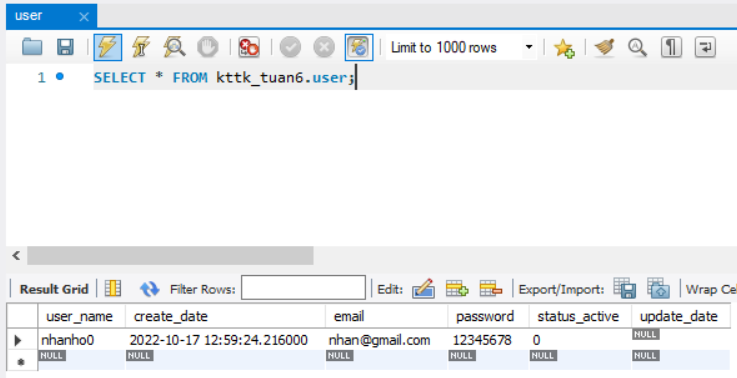 user
Limit to 1000 rows
1 SELECT * FROM kttk_tuan6.user;
Result Grid Filter Rows: Edit: Export/Import: Wrap Ce
user_name create_date email password status_active update_date
nhanho0 2022-10-17 12:59:24.216000 nhan@gmail.com 12345678 0 NULL
NULL NULL NULL NULL NULL NULL